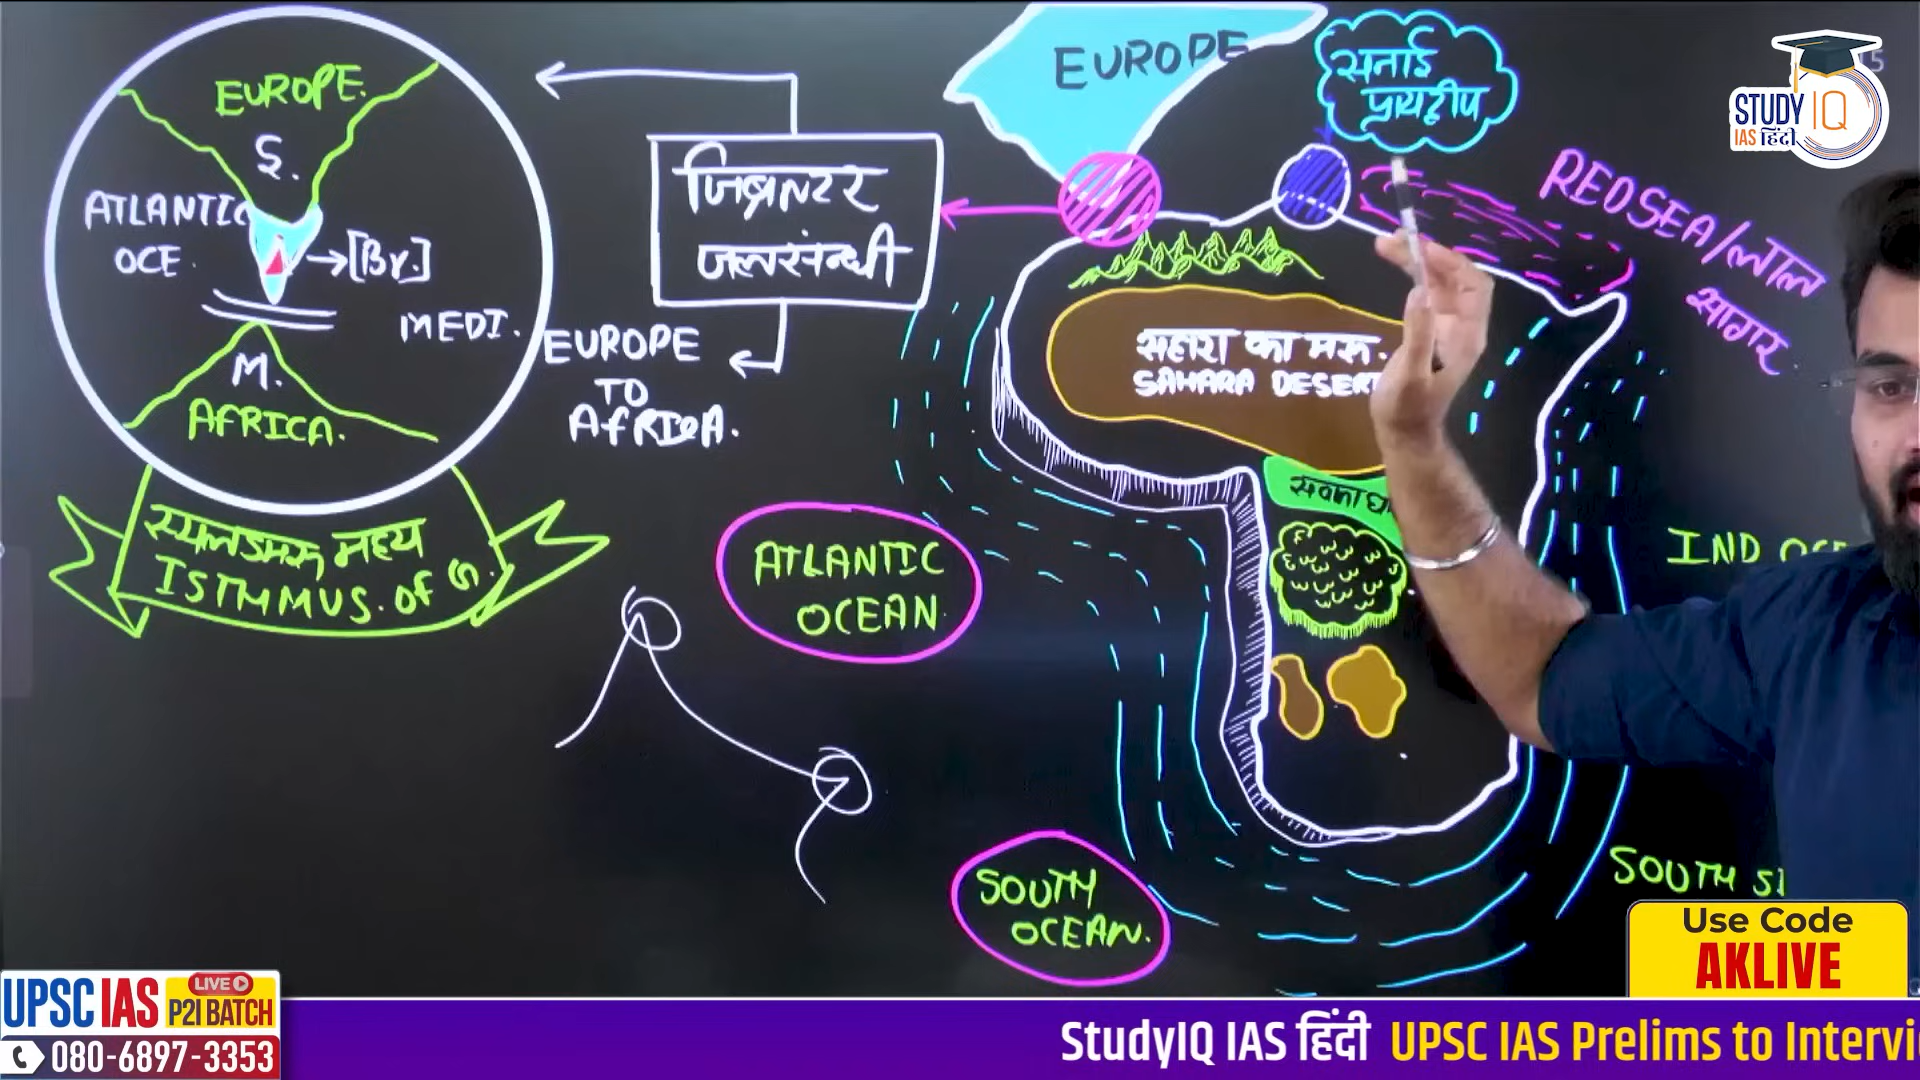 EUROPE.
S.
ATLANTIC
OCE.
→[Br.]
MEDI.
M.
AFRICA.
ISTHMUS. OF G.
जिब्राल्टर
जलसंन्धी
EUROPE
TO
AFRICA.
EUROPE
सनाई
प्रायद्वीप
REDSEA/लाल
सागर
सहारा का मरू.
SAHARA DESERT
ATLANTIC
OCEAN.
SOUTH
OCEAN.
IND
SOUTH
STUDY IQ
IAS हिंदी
Use Code
AKLIVE
UPSC IAS
LIVE
P2I BATCH
080-6897-3353
StudyIQ IAS हिंदी UPSC IAS Prelims to Intervi